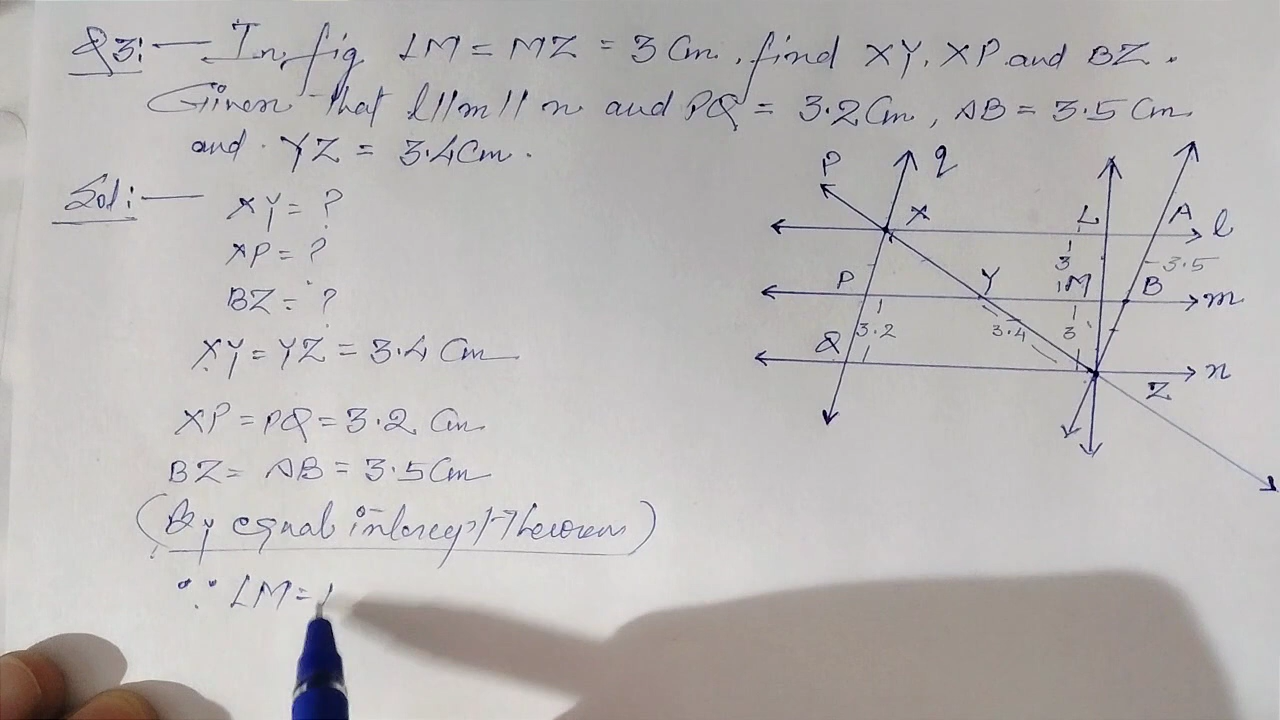 Q3:— In fig LM = MZ = 3 Cm, find XY, XP and BZ.
Given that l || m || n and PQ = 3.2 Cm, AB = 3.5 Cm
and YZ = 3.4 Cm.
Sol:— XY = ?
XP = ?
BZ = ?
XY = YZ = 3.4 Cm
XP = PQ = 3.2 Cm
BZ = AB = 3.5 Cm
(By equal intercept Theorem)
∵ LM =
P q
X L A l
3 3.5
P Y M B m
3.2 3.4 3
Q Z n